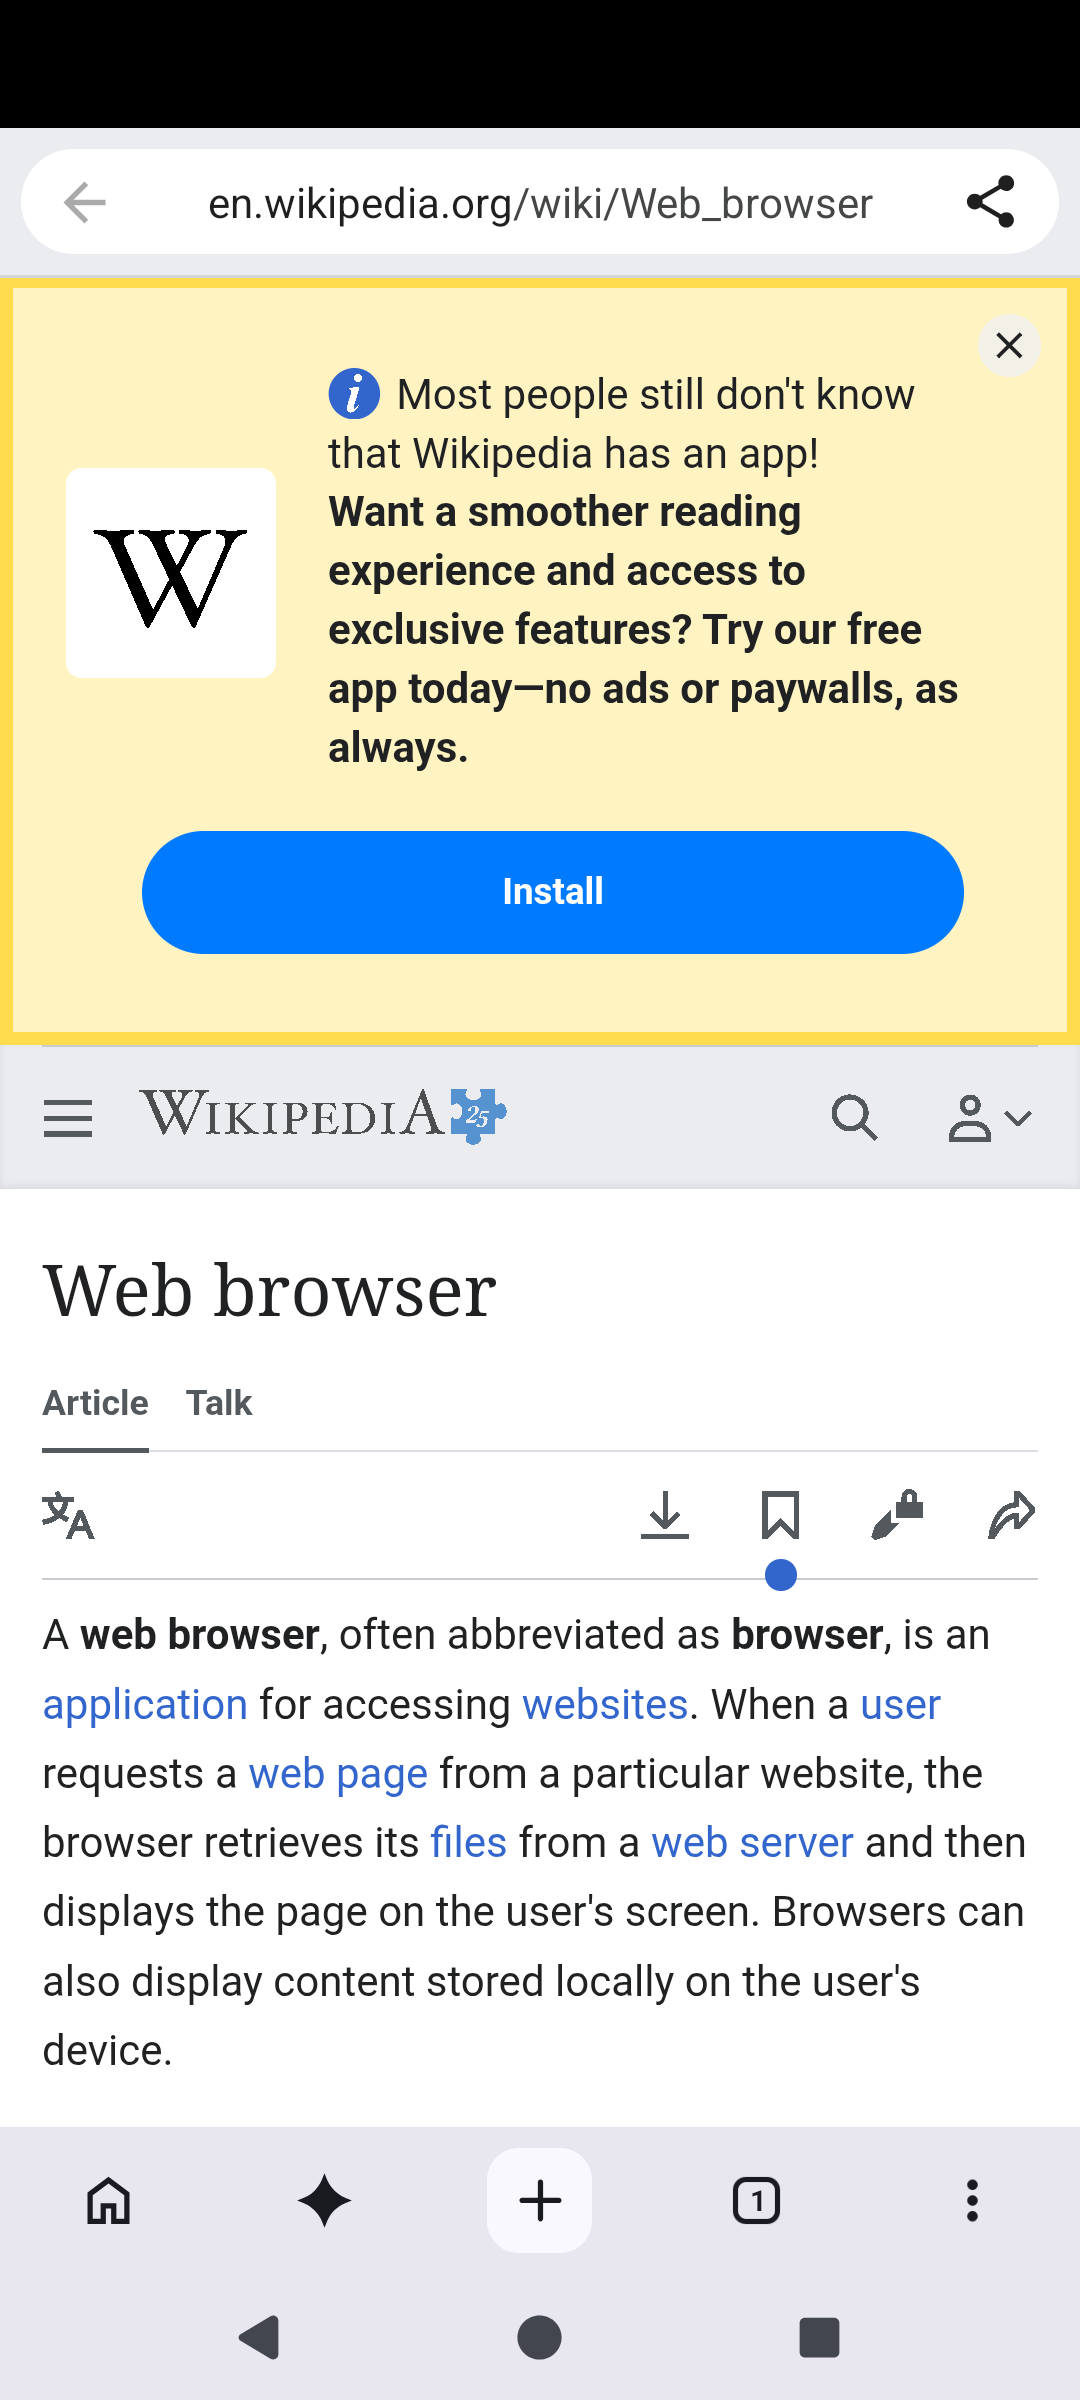 en.wikipedia.org/wiki/Web_browser
i Most people still don't know
that Wikipedia has an app!
Want a smoother reading
experience and access to
exclusive features? Try our free
app today—no ads or paywalls, as
always.
W
Install
WIKIPEDIA 25
Web browser
Article Talk
文A
A web browser, often abbreviated as browser, is an
application for accessing websites. When a user
requests a web page from a particular website, the
browser retrieves its files from a web server and then
displays the page on the user's screen. Browsers can
also display content stored locally on the user's
device.
1